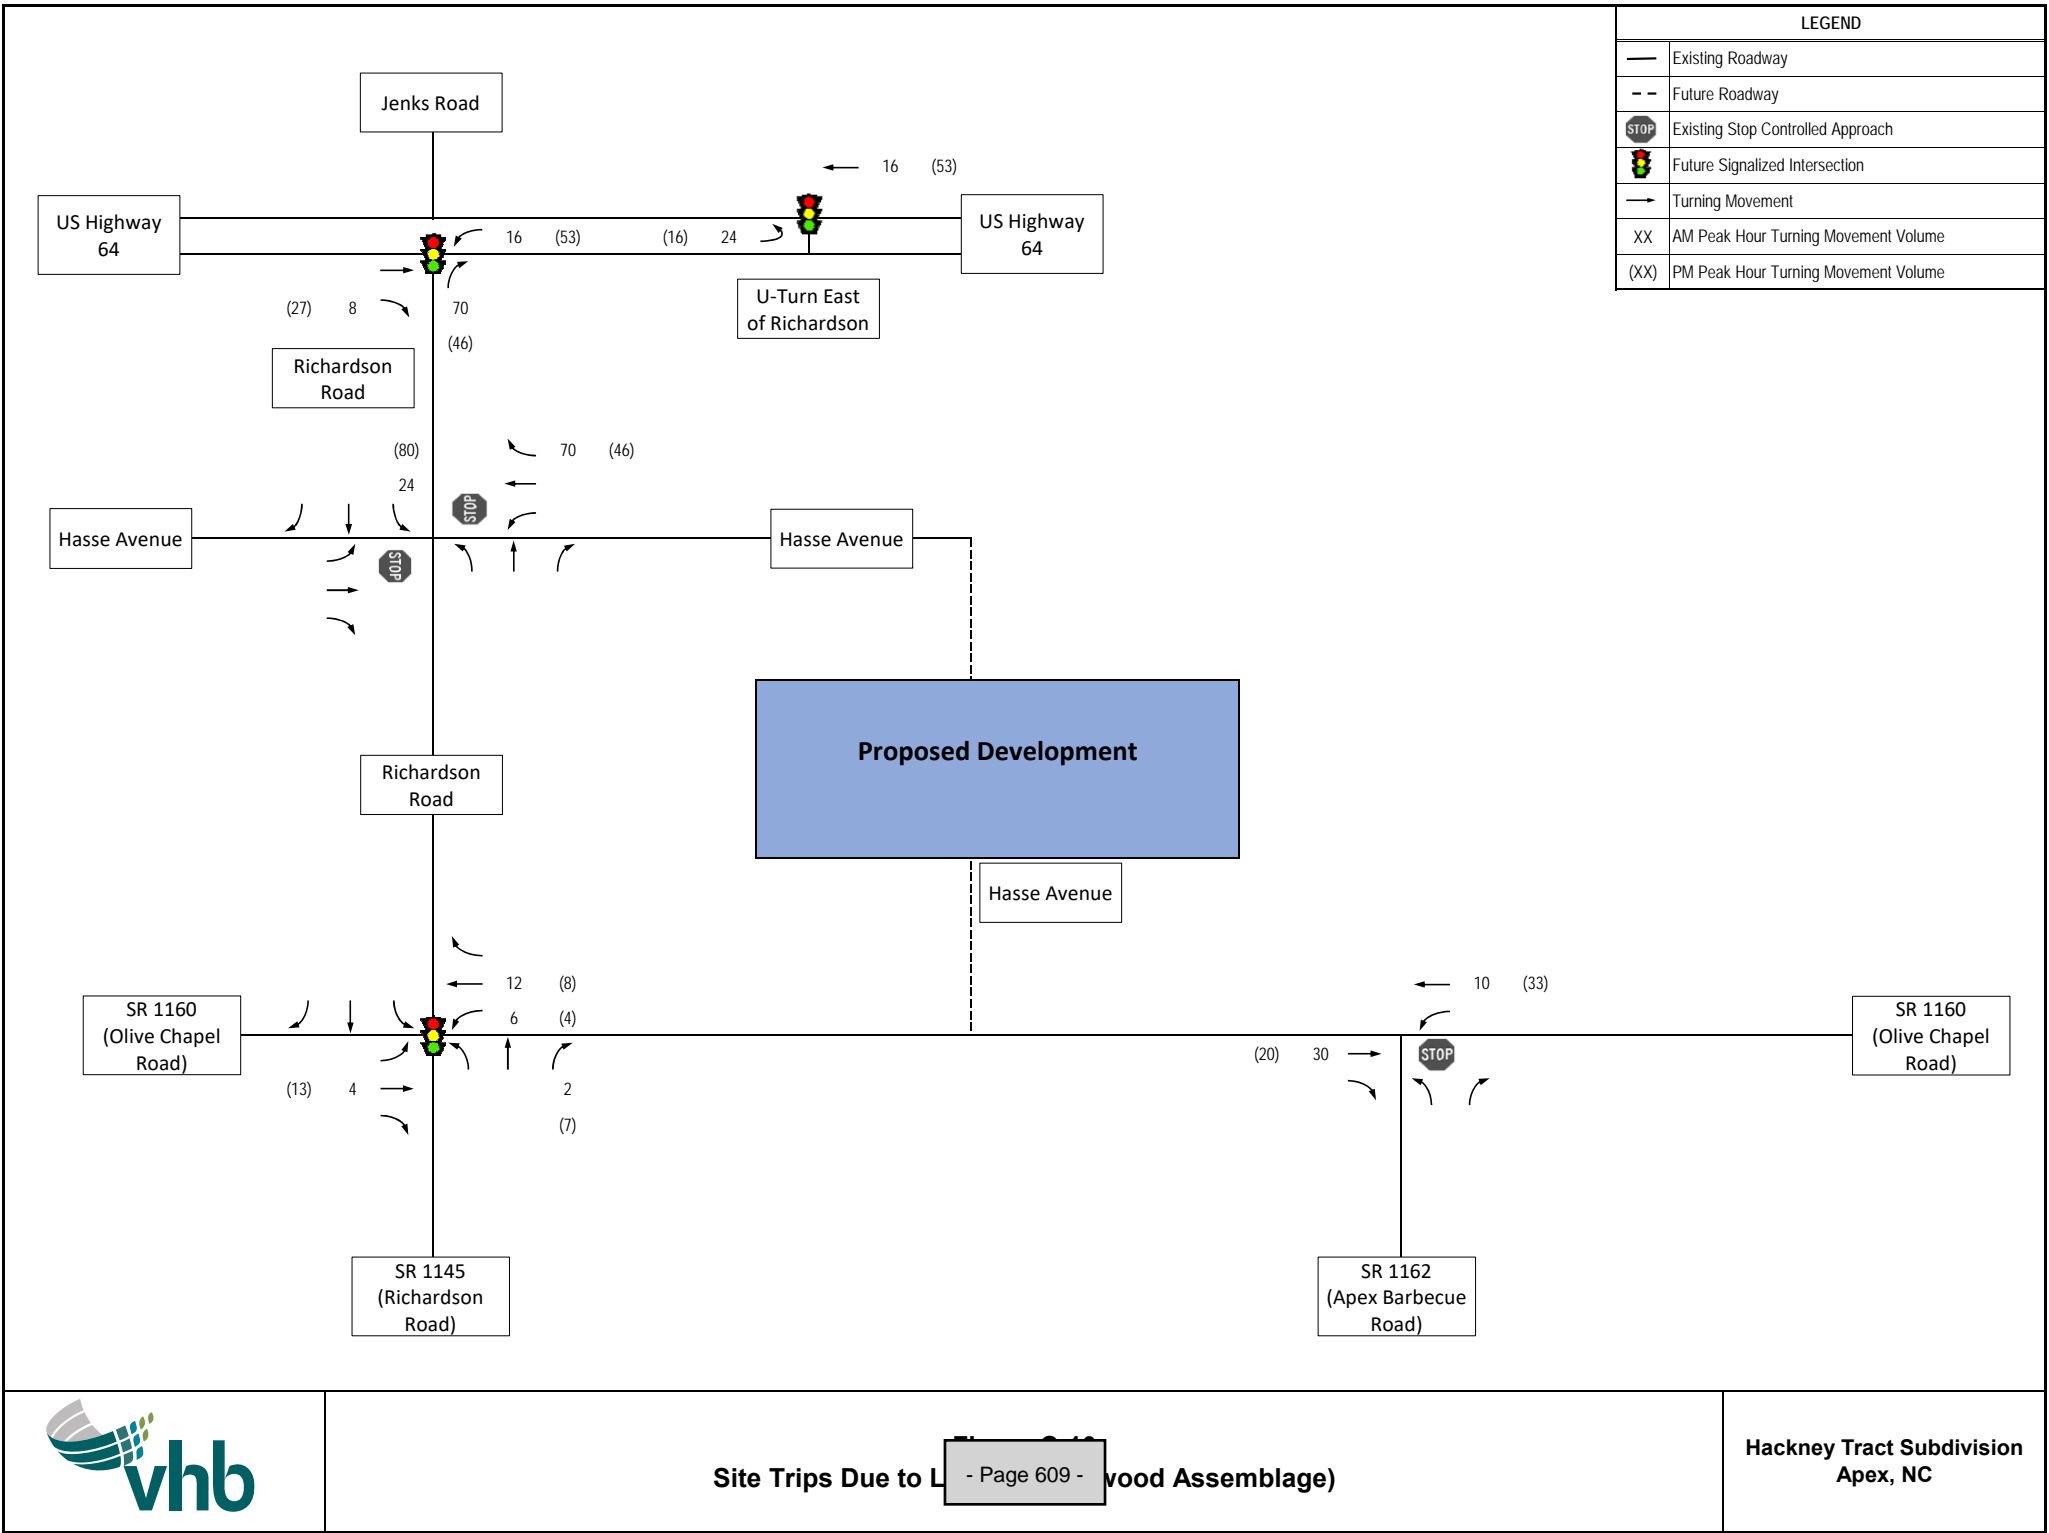 LEGEND
Existing Roadway
Future Roadway
STOP Existing Stop Controlled Approach
Future Signalized Intersection
Turning Movement
XX AM Peak Hour Turning Movement Volume
(XX) PM Peak Hour Turning Movement Volume
Jenks Road
16 (53)
US Highway
64
16 (53) (16) 24
US Highway
64
(27) 8 70
(46)
U-Turn East
of Richardson
Richardson
Road
(80) 70 (46)
24
STOP
Hasse Avenue
Hasse Avenue
STOP
Proposed Development
Richardson
Road
Hasse Avenue
12 (8)
10 (33)
SR 1160
(Olive Chapel
Road)
6 (4)
SR 1160
(Olive Chapel
Road)
(20) 30 STOP
(13) 4 2
(7)
SR 1145
(Richardson
Road)
SR 1162
(Apex Barbecue
Road)
vhb
- Page 609 -
Site Trips Due to L wood Assemblage)
Hackney Tract Subdivision
Apex, NC